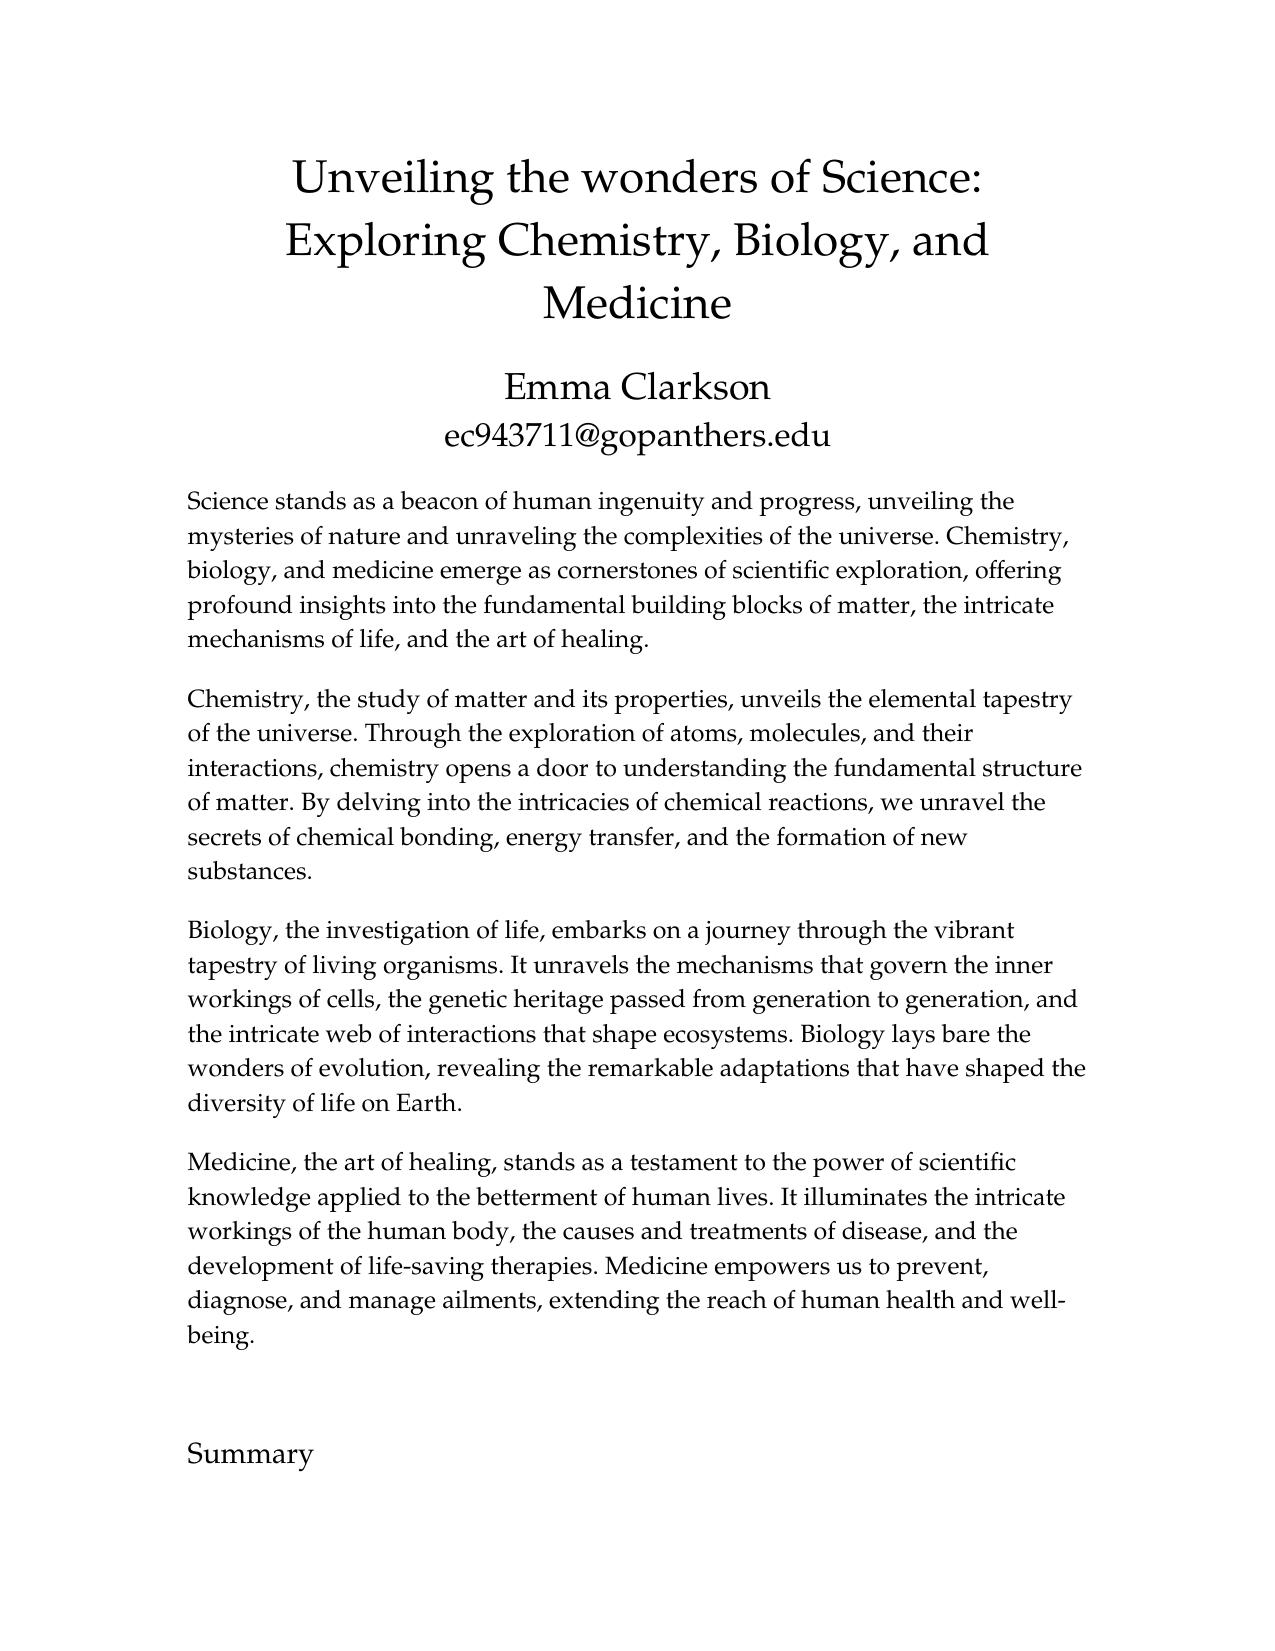 Unveiling the wonders of Science:
Exploring Chemistry, Biology, and
Medicine
Emma Clarkson
ec943711@gopanthers.edu
Science stands as a beacon of human ingenuity and progress, unveiling the
mysteries of nature and unraveling the complexities of the universe. Chemistry,
biology, and medicine emerge as cornerstones of scientific exploration, offering
profound insights into the fundamental building blocks of matter, the intricate
mechanisms of life, and the art of healing.
Chemistry, the study of matter and its properties, unveils the elemental tapestry
of the universe. Through the exploration of atoms, molecules, and their
interactions, chemistry opens a door to understanding the fundamental structure
of matter. By delving into the intricacies of chemical reactions, we unravel the
secrets of chemical bonding, energy transfer, and the formation of new
substances.
Biology, the investigation of life, embarks on a journey through the vibrant
tapestry of living organisms. It unravels the mechanisms that govern the inner
workings of cells, the genetic heritage passed from generation to generation, and
the intricate web of interactions that shape ecosystems. Biology lays bare the
wonders of evolution, revealing the remarkable adaptations that have shaped the
diversity of life on Earth.
Medicine, the art of healing, stands as a testament to the power of scientific
knowledge applied to the betterment of human lives. It illuminates the intricate
workings of the human body, the causes and treatments of disease, and the
development of life-saving therapies. Medicine empowers us to prevent,
diagnose, and manage ailments, extending the reach of human health and well-
being.
Summary